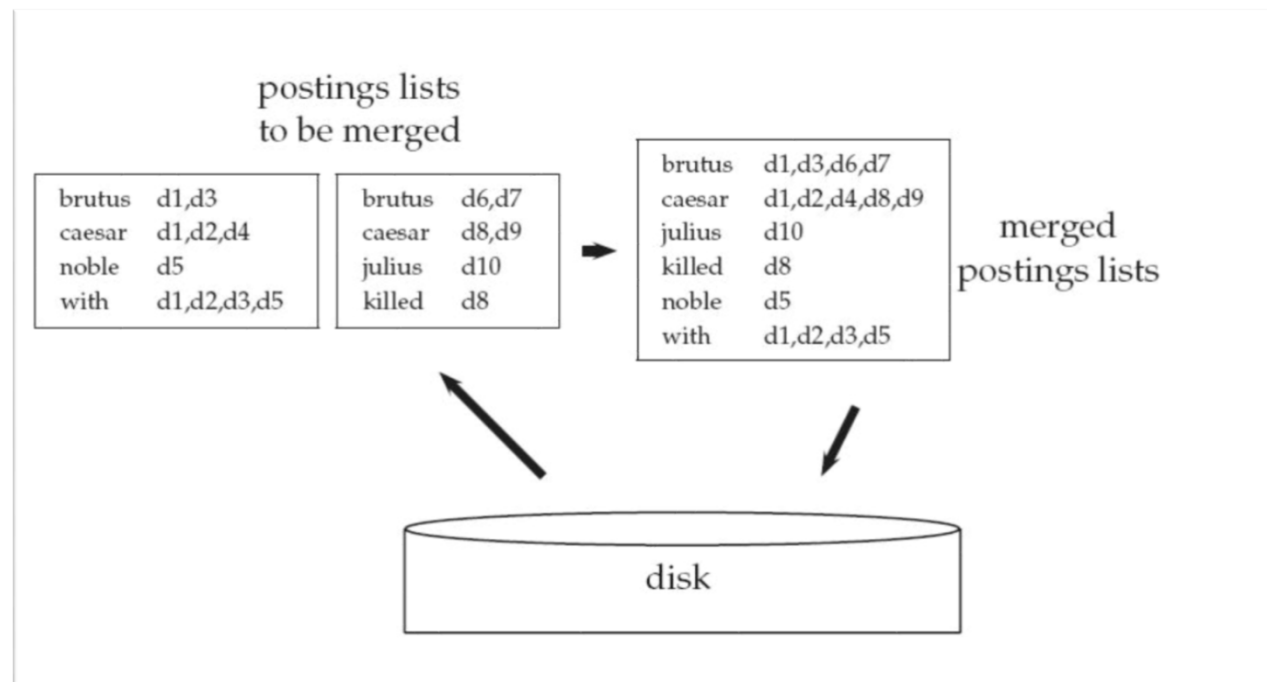 postings lists
to be merged
brutus d1,d3
caesar d1,d2,d4
noble d5
with d1,d2,d3,d5
brutus d6,d7
caesar d8,d9
julius d10
killed d8
brutus d1,d3,d6,d7
caesar d1,d2,d4,d8,d9
julius d10
killed d8
noble d5
with d1,d2,d3,d5
merged
postings lists
disk